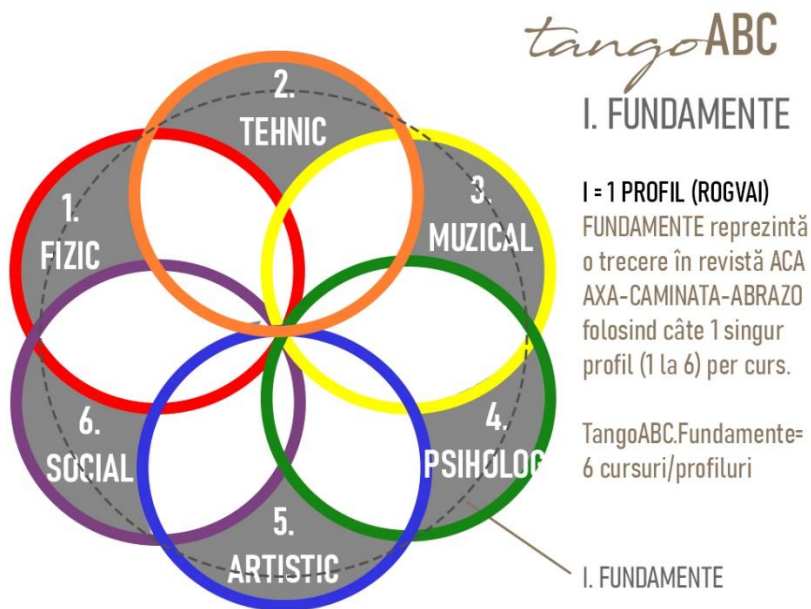 tangoABC
I. FUNDAMENTE
I = 1 PROFIL (ROGVAI)
FUNDAMENTE reprezintă
o trecere în revistă ACA
AXA-CAMINATA-ABRAZO
folosind câte 1 singur
profil (1 la 6) per curs.
TangoABC.Fundamente=
6 cursuri/profiluri
I. FUNDAMENTE
1.
FIZIC
2.
TEHNIC
3.
MUZICAL
4.
PSIHOLOG
5.
ARTISTIC
6.
SOCIAL